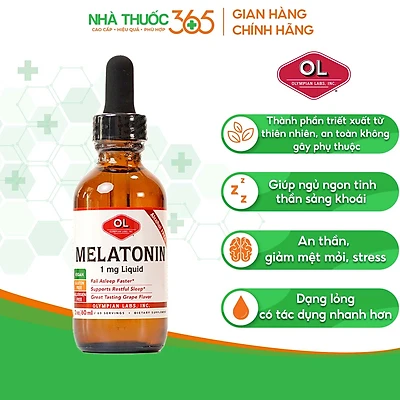 NHÀ THUỐC 365
CAO CẤP • HIỆU QUẢ • PHÙ HỢP
GIAN HÀNG
CHÍNH HÃNG
OL
OLYMPIAN LABS, INC.
Thành phần triết xuất từ
thiên nhiên, an toàn không
gây phụ thuộc
Giúp ngủ ngon tinh
thần sảng khoái
An thần,
giảm mệt mỏi, stress
Dạng lỏng
có tác dụng nhanh hơn
OL
MELATONIN
1 mg Liquid
Fall Asleep Faster*
Supports Restful Sleep*
Great Tasting Grape Flavor
OLYMPIAN LABS, INC.
DIETARY SUPPLEMENT